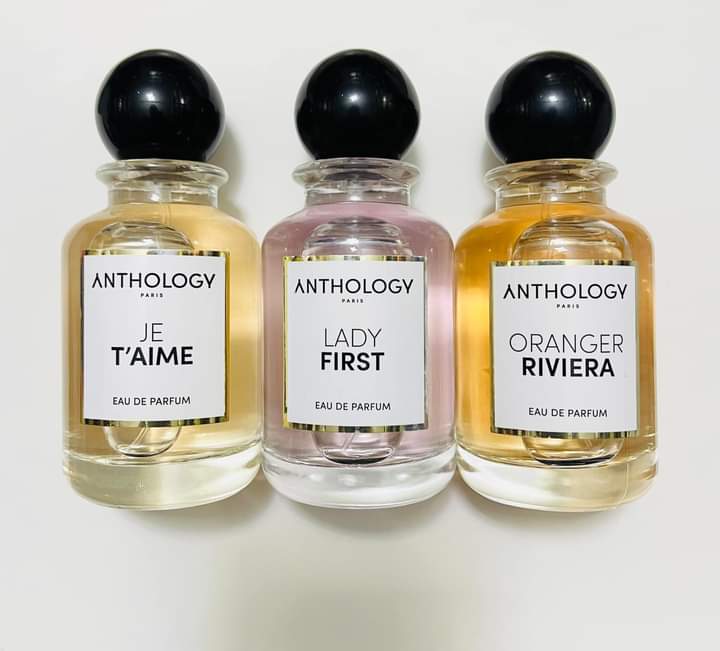 ANTHOLOGY
PARIS
JE
T'AIME
EAU DE PARFUM
ANTHOLOGY
PARIS
LADY
FIRST
EAU DE PARFUM
ANTHOLOGY
PARIS
ORANGER
RIVIERA
EAU DE PARFUM